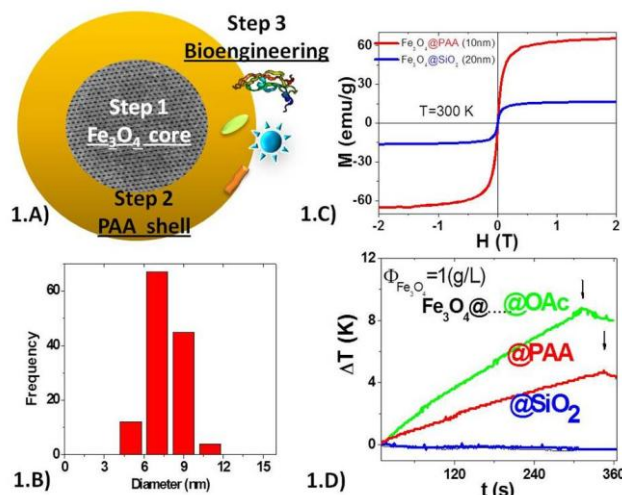 Step 3
Bioengineering
Step 1
Fe₃O₄ core
Step 2
PAA shell
1.A)
Fe₃O₄@PAA (10nm)
Fe₃O₄@SiO₂ (20nm)
T=300 K
M (emu/g)
60
30
0
-30
-60
-2
-1
0
1
2
H (T)
1.C)
Frequency
60
40
20
0
0
3
6
9
12
15
Diameter (nm)
1.B)
Φ Fe₃O₄=1(g/L)
Fe₃O₄@......
@OAc
@PAA
@SiO₂
ΔT (K)
12
8
4
0
120
240
360
t (s)
1.D)